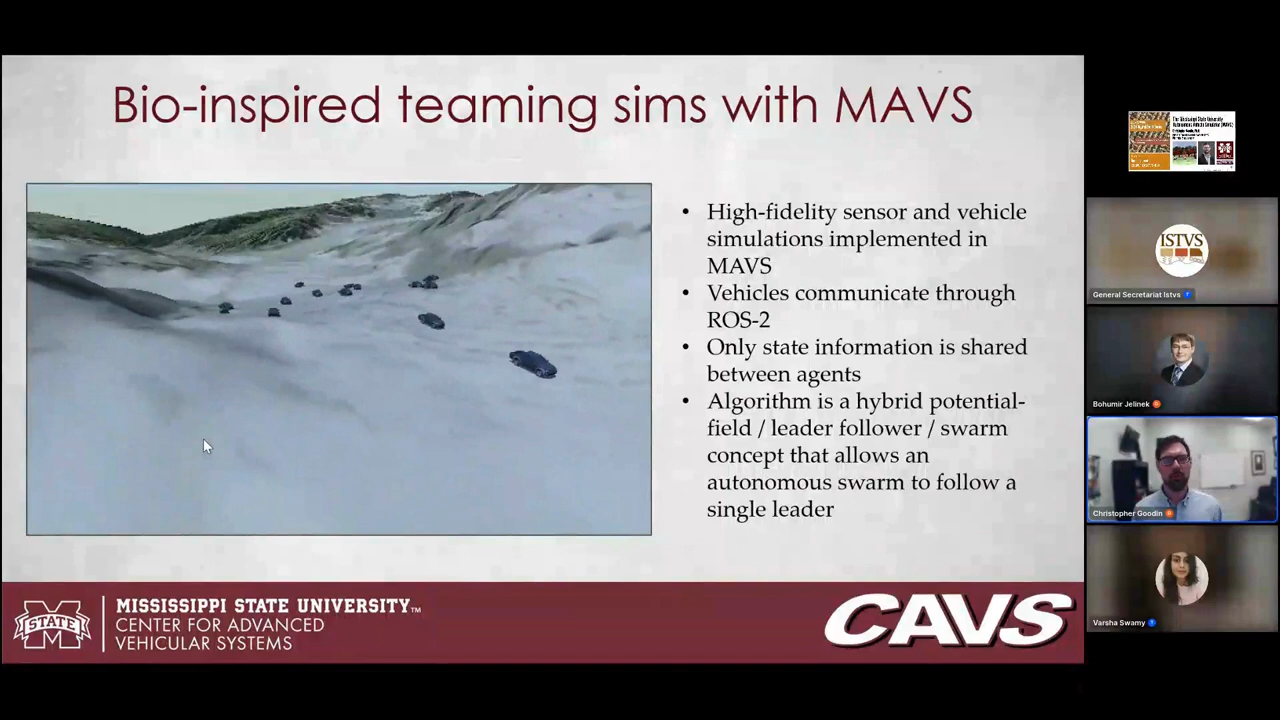 Bio-inspired teaming sims with MAVS
• High-fidelity sensor and vehicle
simulations implemented in
MAVS
• Vehicles communicate through
ROS-2
• Only state information is shared
between agents
• Algorithm is a hybrid potential-
field / leader follower / swarm
concept that allows an
autonomous swarm to follow a
single leader
STATE
MISSISSIPPI STATE UNIVERSITY™
CENTER FOR ADVANCED
VEHICULAR SYSTEMS
CAVS
ISTVS
General Secretariat Istvs
Bohumir Jelinek
Christopher Goodin
Varsha Swamy